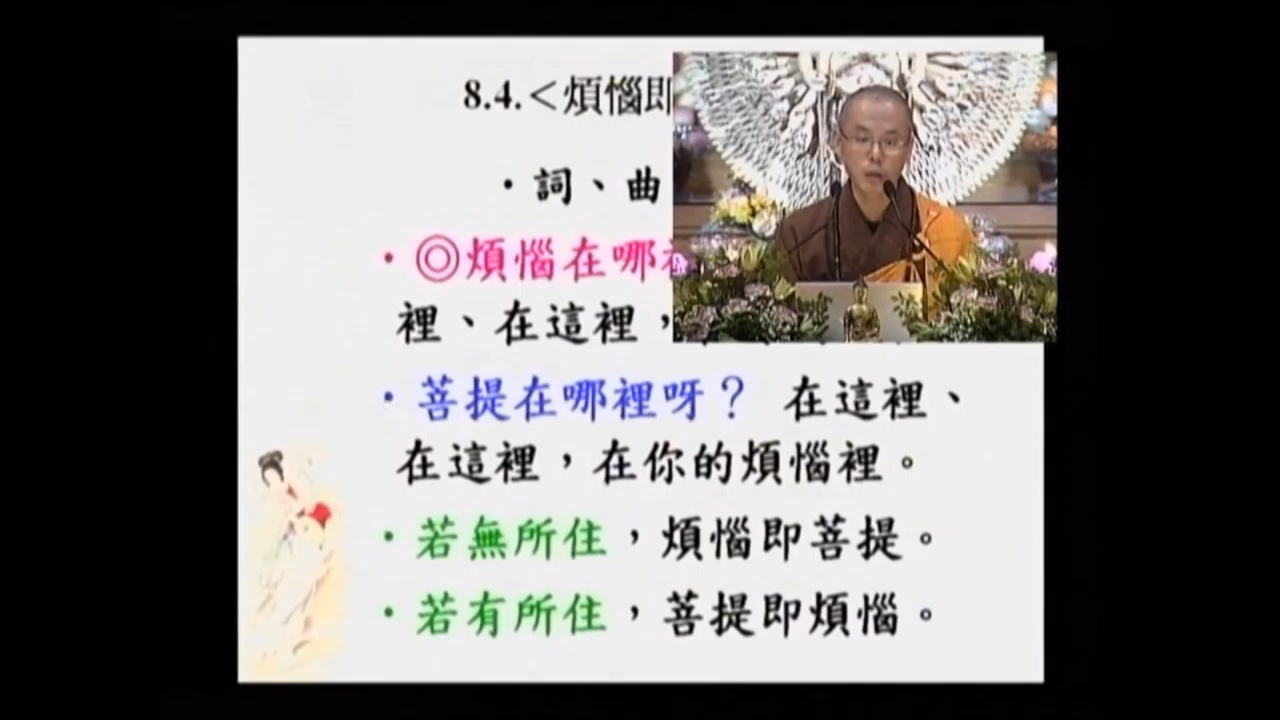 8.4.＜煩惱即
・詞、曲
・◎煩惱在哪
裡、在這裡，
・菩提在哪裡呀？ 在這裡、
在這裡，在你的煩惱裡。
・若無所住，煩惱即菩提。
・若有所住，菩提即煩惱。